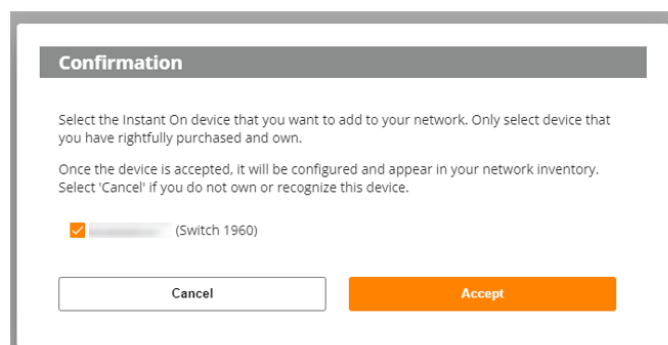 Confirmation
Select the Instant On device that you want to add to your network. Only select device that
you have rightfully purchased and own.
Once the device is accepted, it will be configured and appear in your network inventory.
Select 'Cancel' if you do not own or recognize this device.
(Switch 1960)
Cancel
Accept